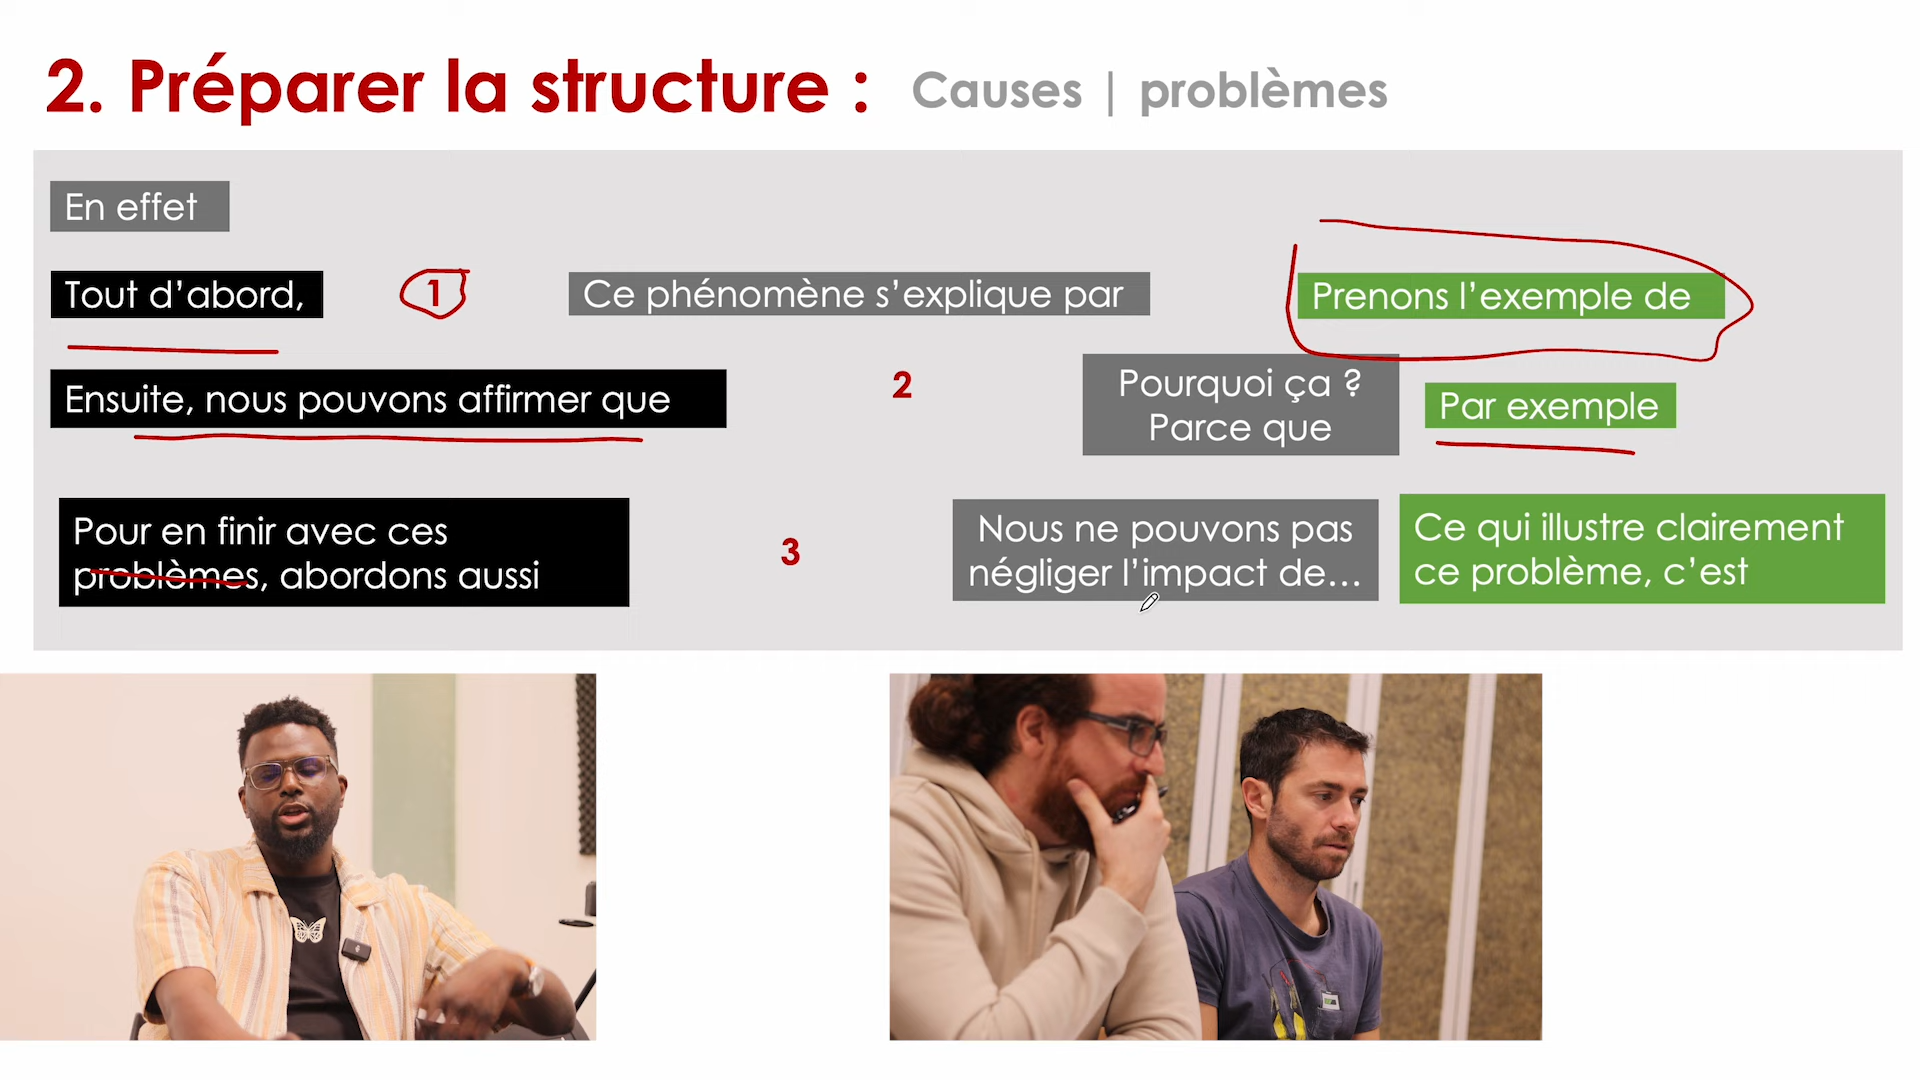 2. Préparer la structure : Causes | problèmes
En effet
Tout d’abord, 1 Ce phénomène s’explique par Prenons l’exemple de
Ensuite, nous pouvons affirmer que 2
Pourquoi ça ?
Parce que
Par exemple
Pour en finir avec ces
problèmes, abordons aussi
3
Nous ne pouvons pas
négliger l’impact de...
Ce qui illustre clairement
ce problème, c’est